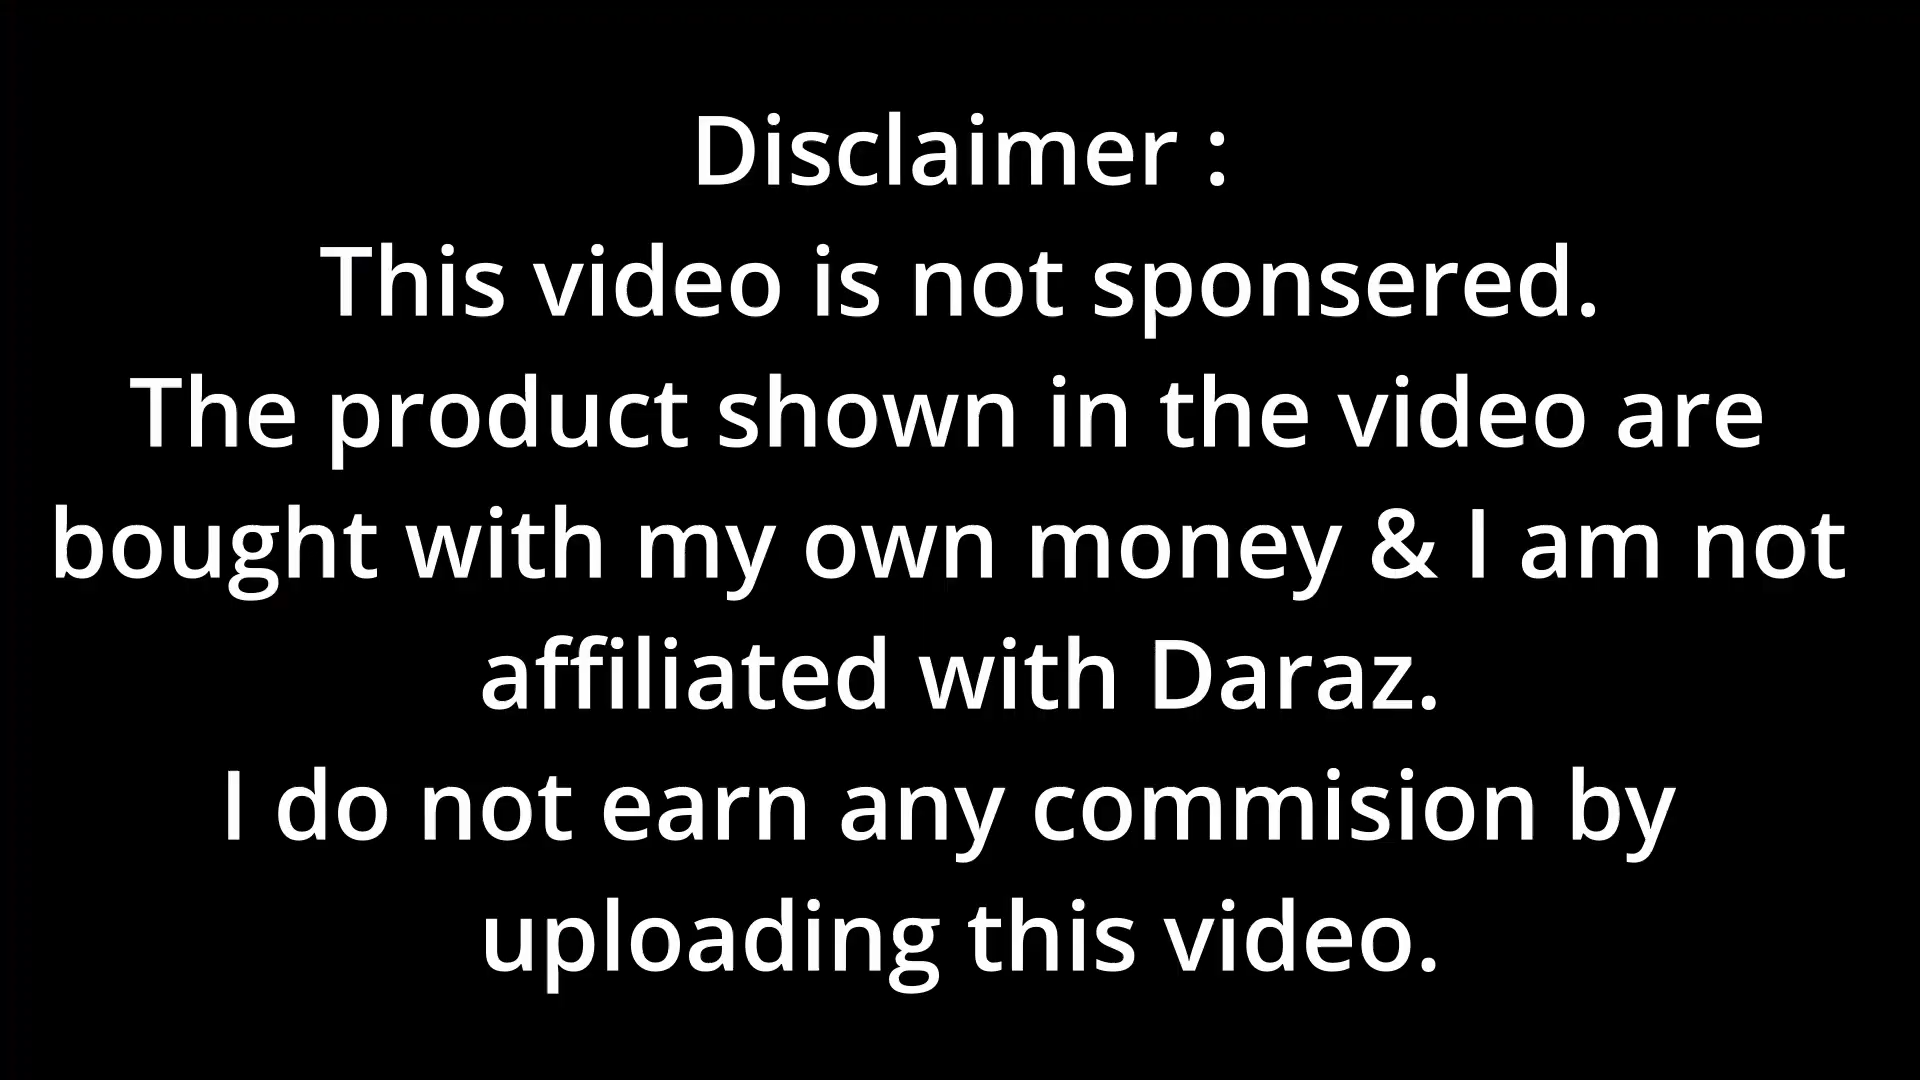 Disclaimer :
This video is not sponsered.
The product shown in the video are
bought with my own money & I am not
affiliated with Daraz.
I do not earn any commision by
uploading this video.